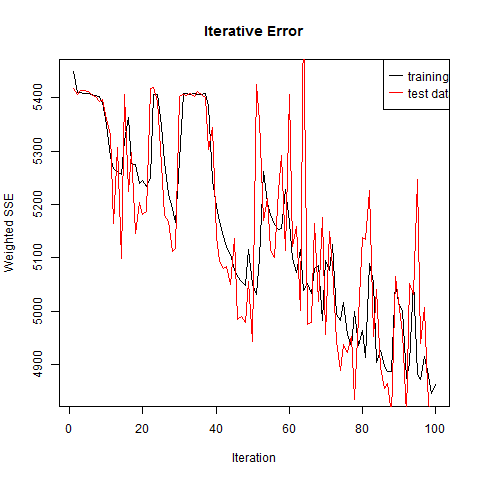 Iterative Error
training
test dat
Weighted SSE
5400
5300
5200
5100
5000
4900
0 20 40 60 80 100
Iteration